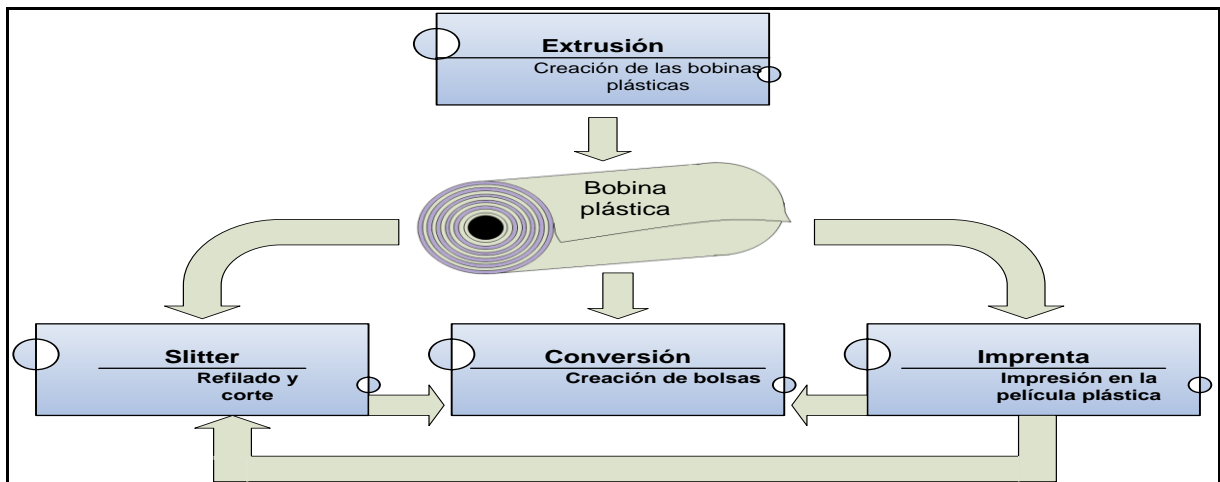 Extrusión
Creación de las bobinas
plásticas
Bobina
plástica
Slitter
Refilado y
corte
Conversión
Creación de bolsas
Imprenta
Impresión en la
película plástica